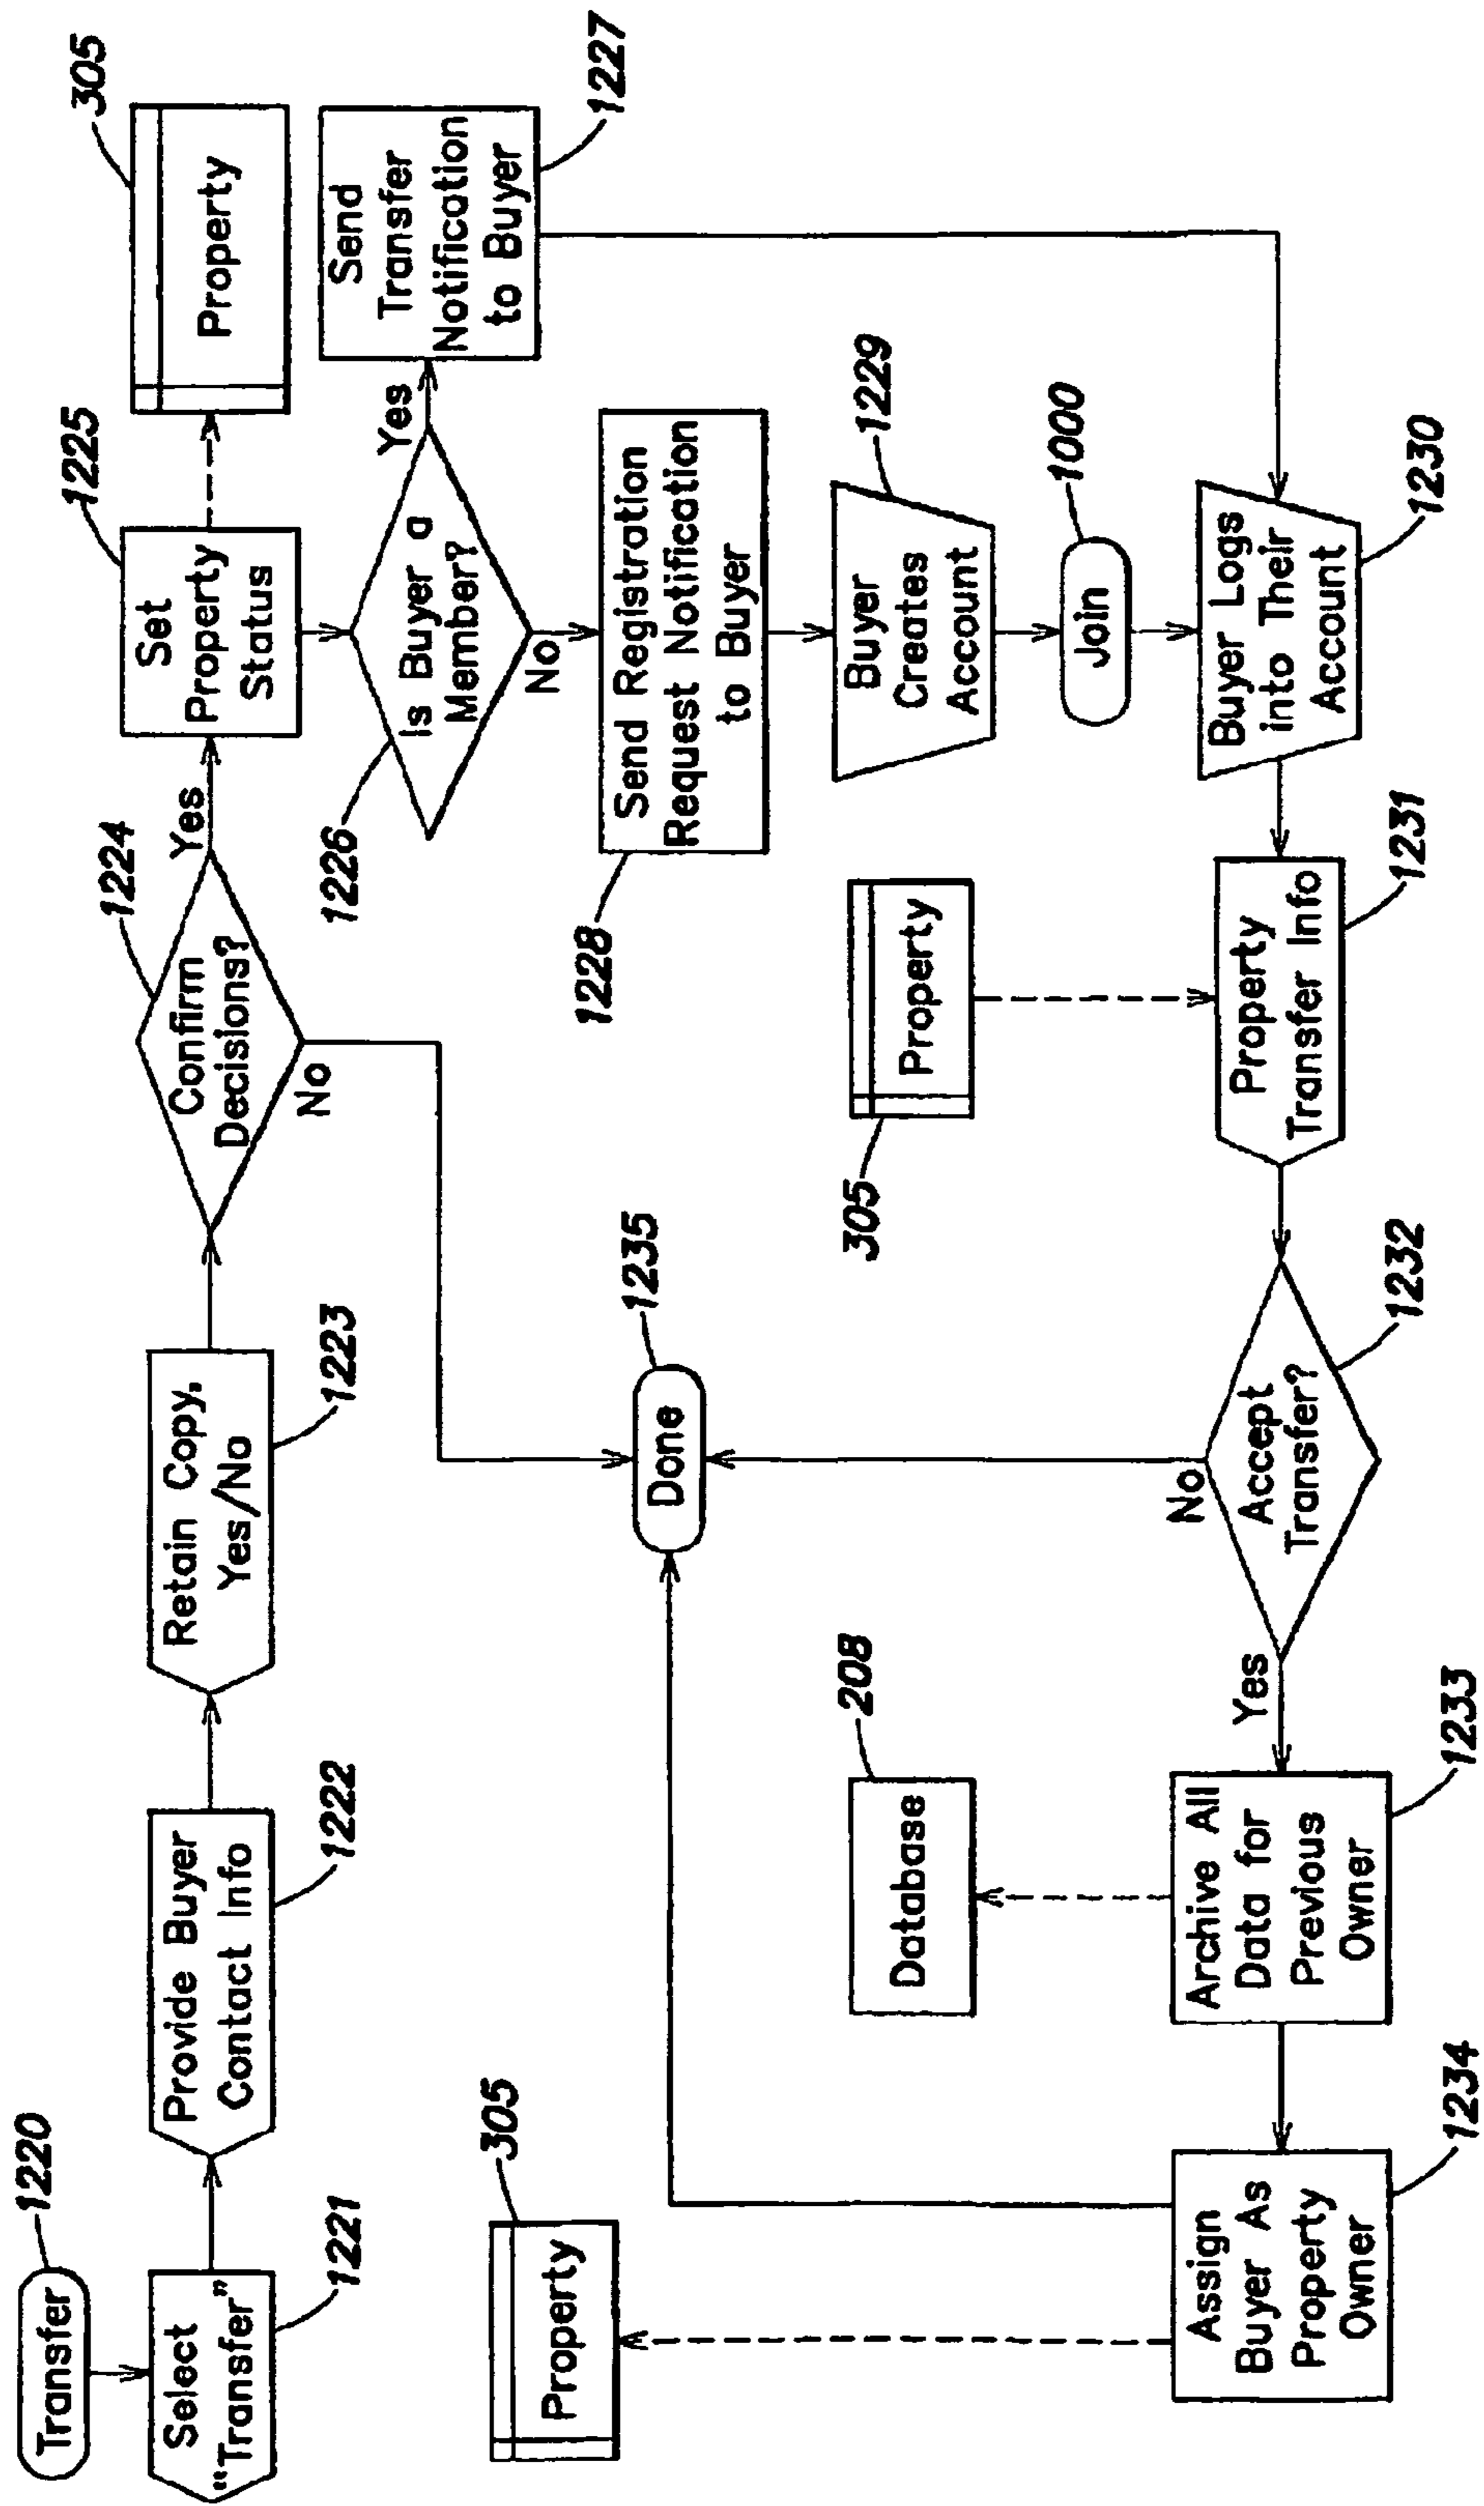 1220
Transfer
Select
"Transfer"
1221
Provide Buyer
Contact Info
1222
Retain Copy,
Yes/No
1223
1224
Confirm
Decisions?
Yes
No
1225
Set
Property
Status
305
Property
1226
Is Buyer a
Member?
Yes
No
Send
Transfer
Notification
to Buyer
1227
1228
Send Registration
Request Notification
to Buyer
Buyer
Creates
Account
1229
1000
Join
Buyer Logs
into Their
Account
1230
305
Property
Property
Transfer Info
1231
1235
Done
No
Accept
Transfer?
1232
Yes
208
Database
Archive All
Data for
Previous
Owner
1233
305
Property
Assign
Buyer As
Property
Owner
1234